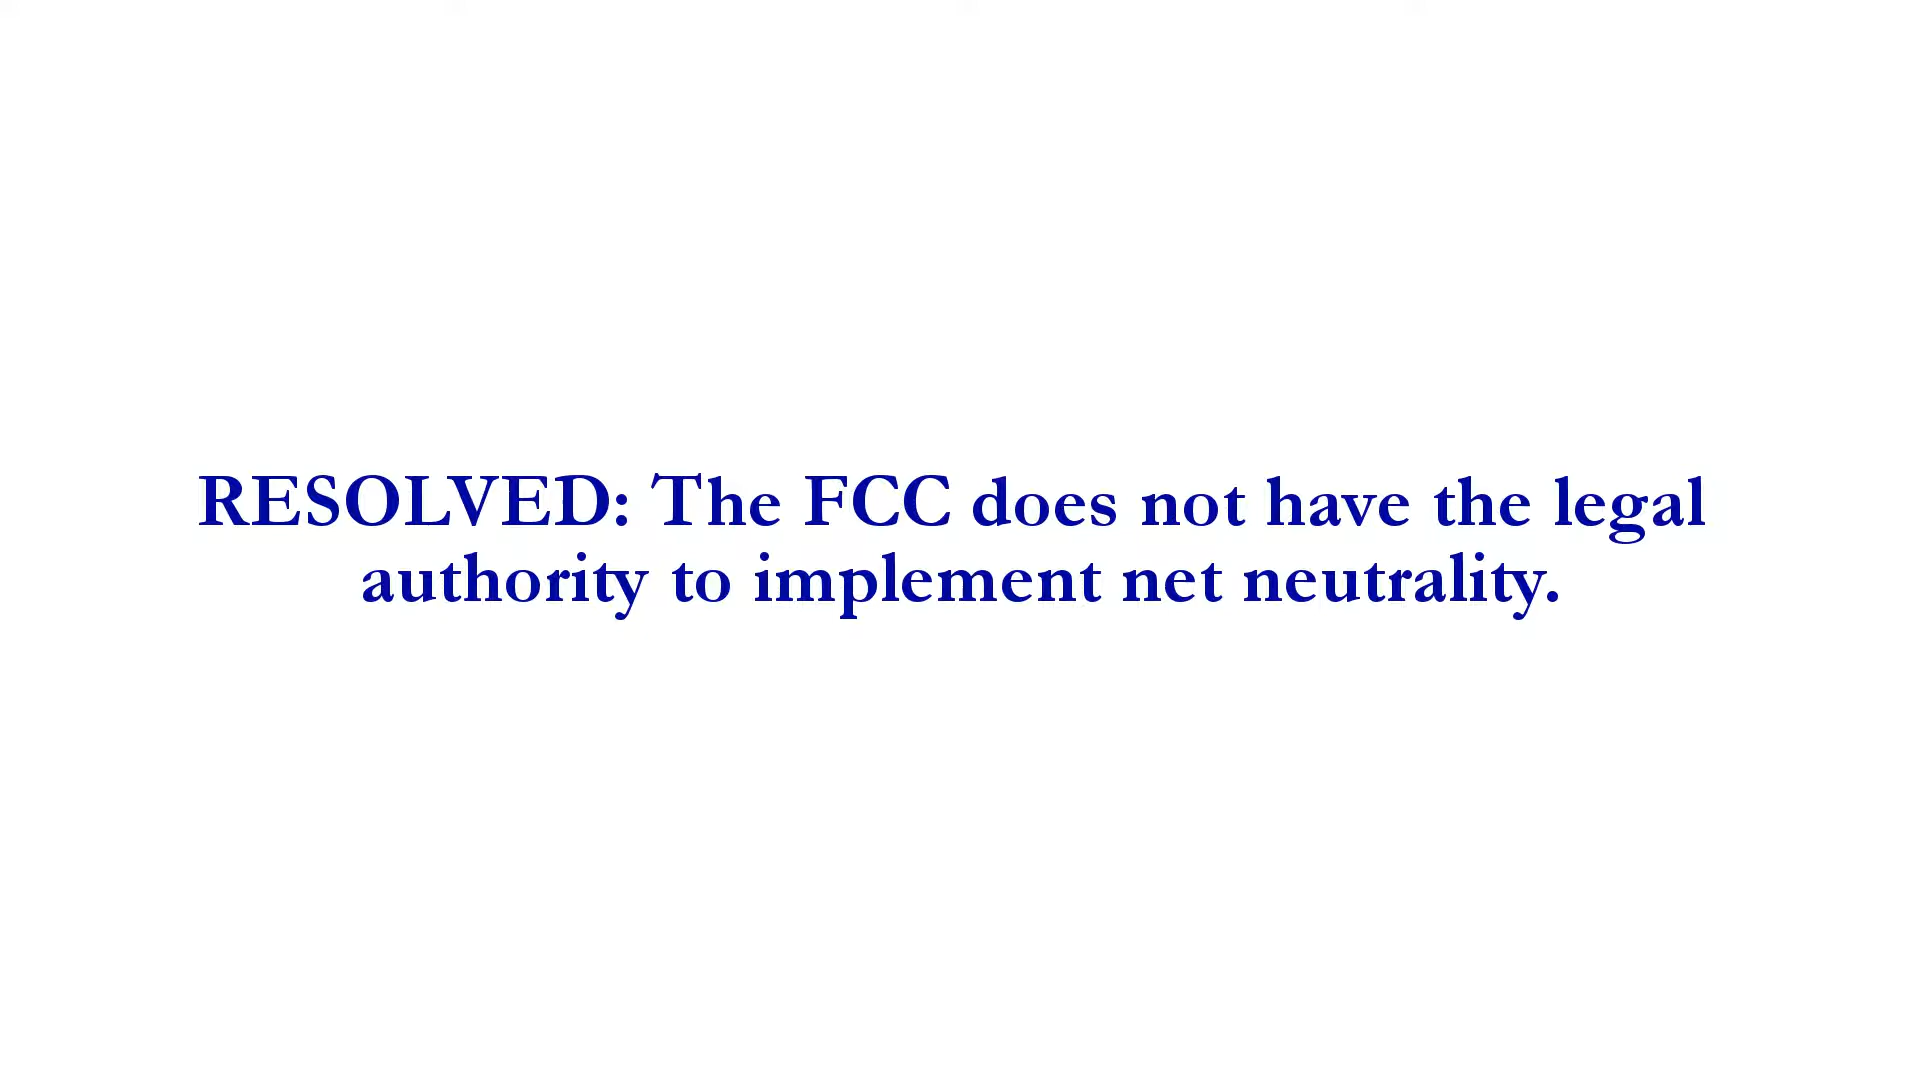 RESOLVED: The FCC does not have the legal
authority to implement net neutrality.